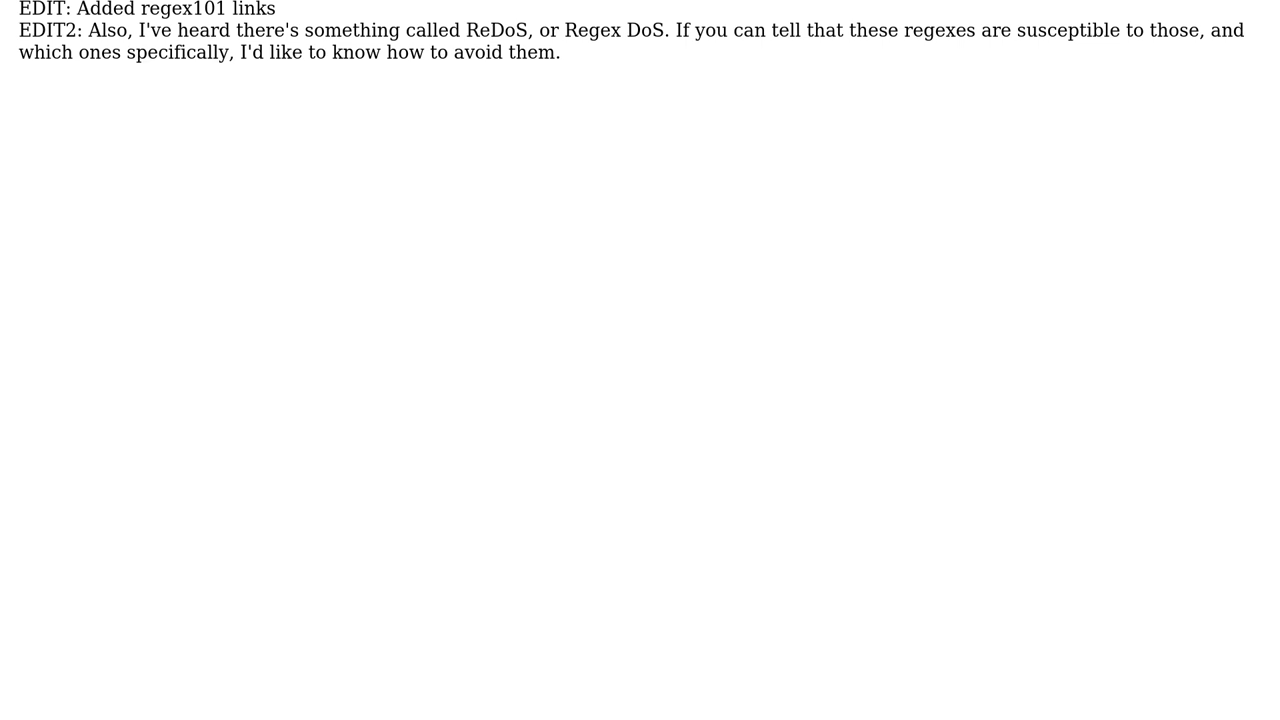 EDIT: Added regex101 links
EDIT2: Also, I've heard there's something called ReDoS, or Regex DoS. If you can tell that these regexes are susceptible to those, and
which ones specifically, I'd like to know how to avoid them.